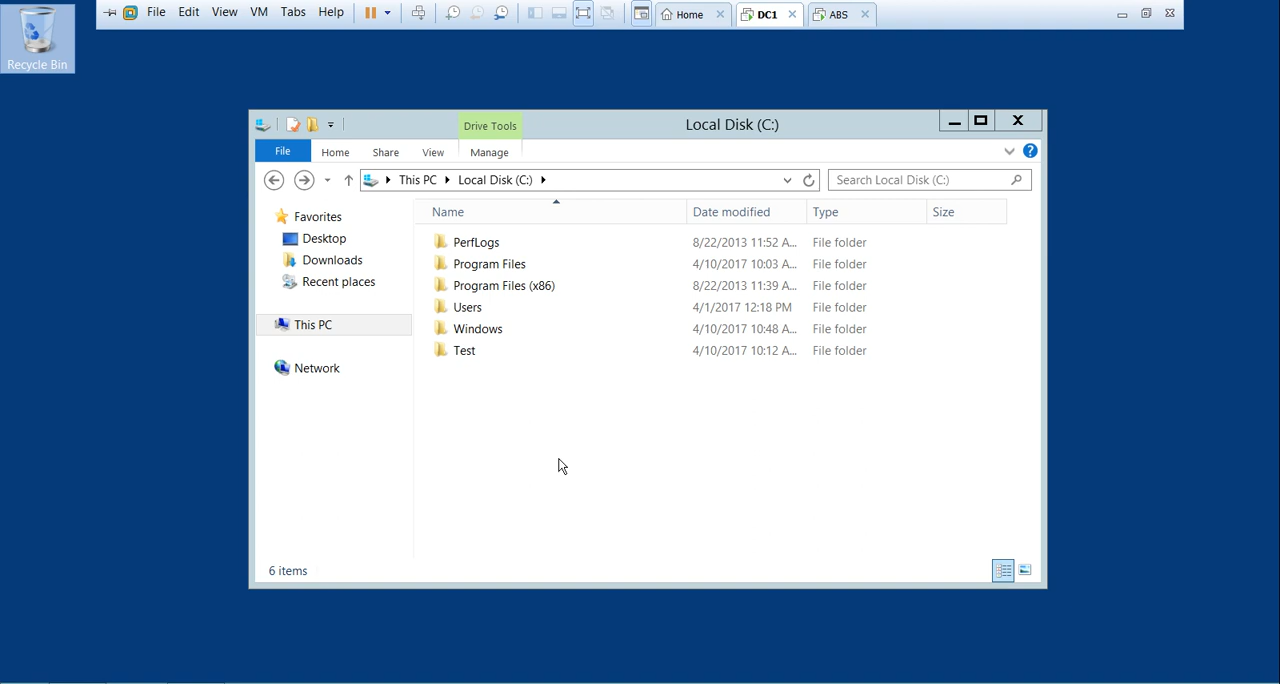 File Edit View VM Tabs Help Home DC1 ABS
Recycle Bin
Drive Tools Local Disk (C:)
File Home Share View Manage
This PC Local Disk (C:) Search Local Disk (C:)
Favorites
Desktop
Downloads
Recent places
This PC
Network
Name Date modified Type Size
PerfLogs 8/22/2013 11:52 A... File folder
Program Files 4/10/2017 10:03 A... File folder
Program Files (x86) 8/22/2013 11:39 A... File folder
Users 4/1/2017 12:18 PM File folder
Windows 4/10/2017 10:48 A... File folder
Test 4/10/2017 10:12 A... File folder
6 items